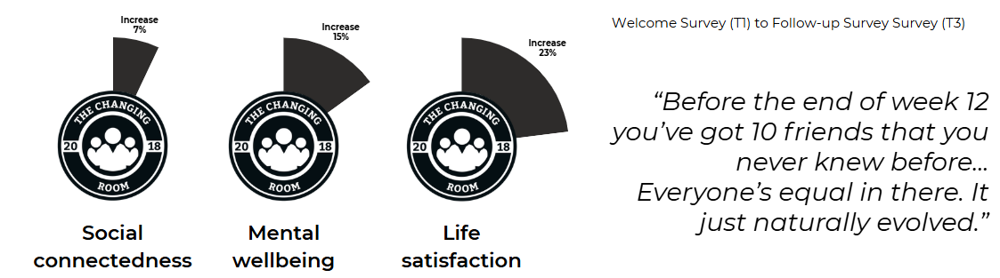 Increase
7%
THE CHANGING
20 18
ROOM
Social
connectedness
Increase
15%
THE CHANGING
20 18
ROOM
Mental
wellbeing
Increase
23%
THE CHANGING
20 18
ROOM
Life
satisfaction
Welcome Survey (T1) to Follow-up Survey Survey (T3)
“Before the end of week 12
you’ve got 10 friends that you
never knew before...
Everyone’s equal in there. It
just naturally evolved.”